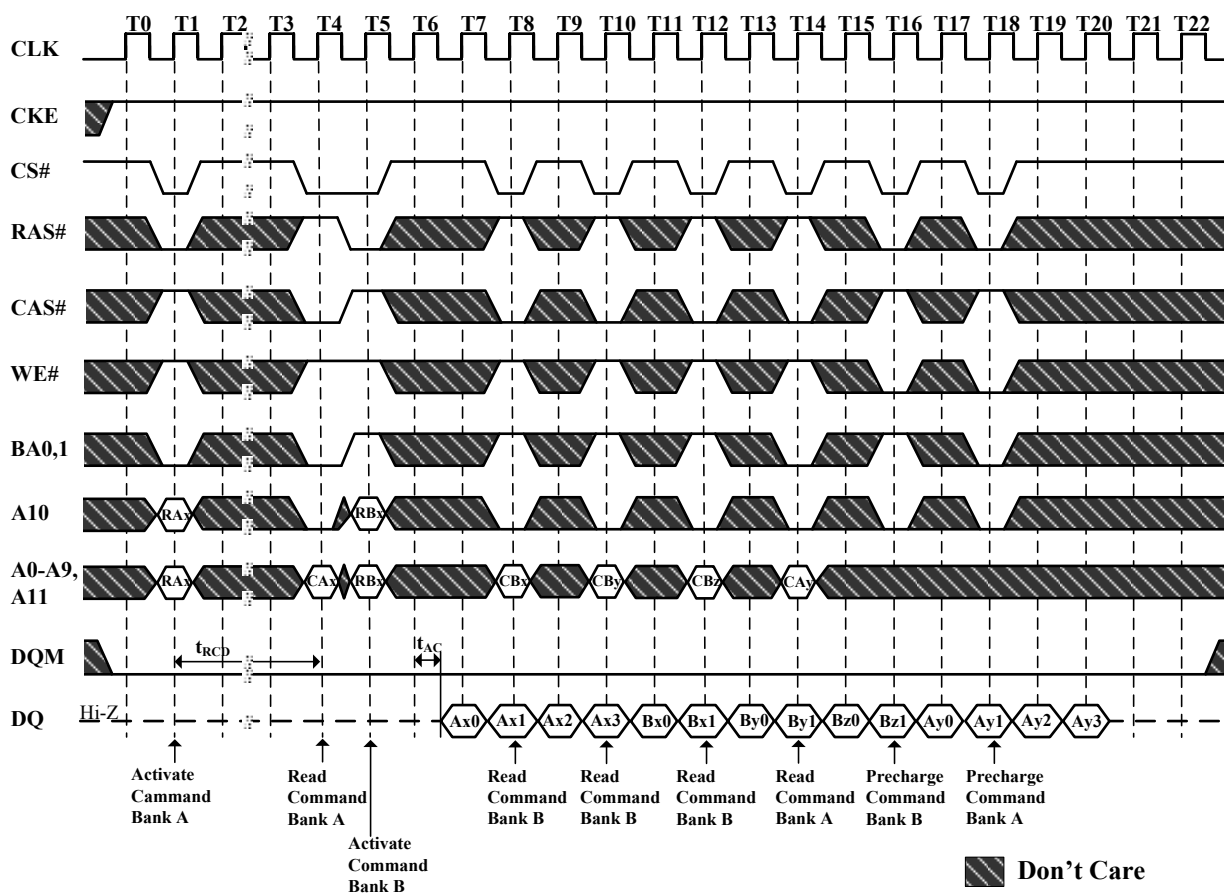 T0 T1 T2 T3 T4 T5 T6 T7 T8 T9 T10 T11 T12 T13 T14 T15 T16 T17 T18 T19 T20 T21 T22
CLK
CKE
CS#
RAS#
CAS#
WE#
BA0,1
A10 RAx RBx
A0-A9,
A11 RAx CAx RBx CBx CBy CBz CAy
DQM tRCD tAC
DQ Hi-Z Ax0 Ax1 Ax2 Ax3 Bx0 Bx1 By0 By1 Bz0 Bz1 Ay0 Ay1 Ay2 Ay3
Activate
Cammand
Bank A
Read
Command
Bank A
Activate
Command
Bank B
Read
Command
Bank B
Read
Command
Bank B
Read
Command
Bank B
Read
Command
Bank A
Precharge
Command
Bank B
Precharge
Command
Bank A
Don't Care